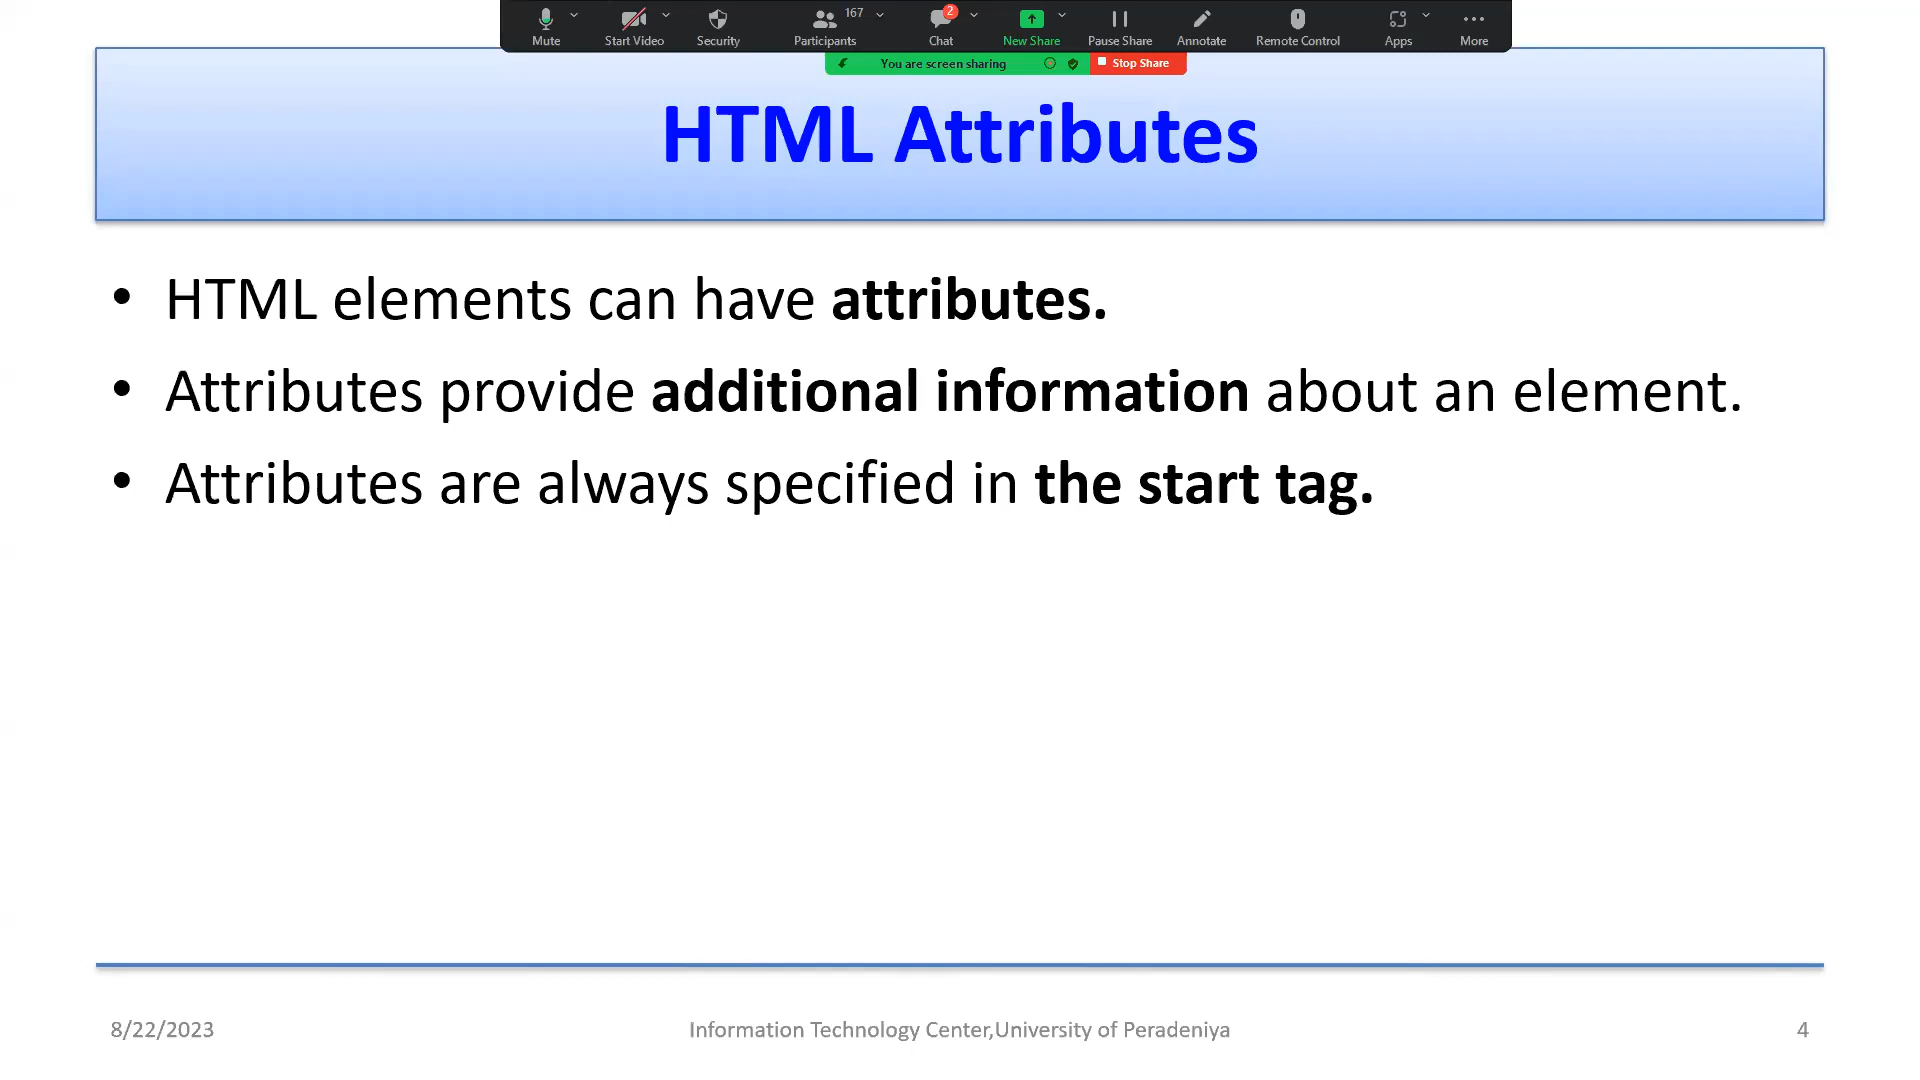 167
2
Mute
Start Video
Security
Participants
Chat
New Share
Pause Share
Annotate
Remote Control
Apps
More
You are screen sharing
Stop Share
HTML Attributes
• HTML elements can have attributes.
• Attributes provide additional information about an element.
• Attributes are always specified in the start tag.
8/22/2023
Information Technology Center,University of Peradeniya
4